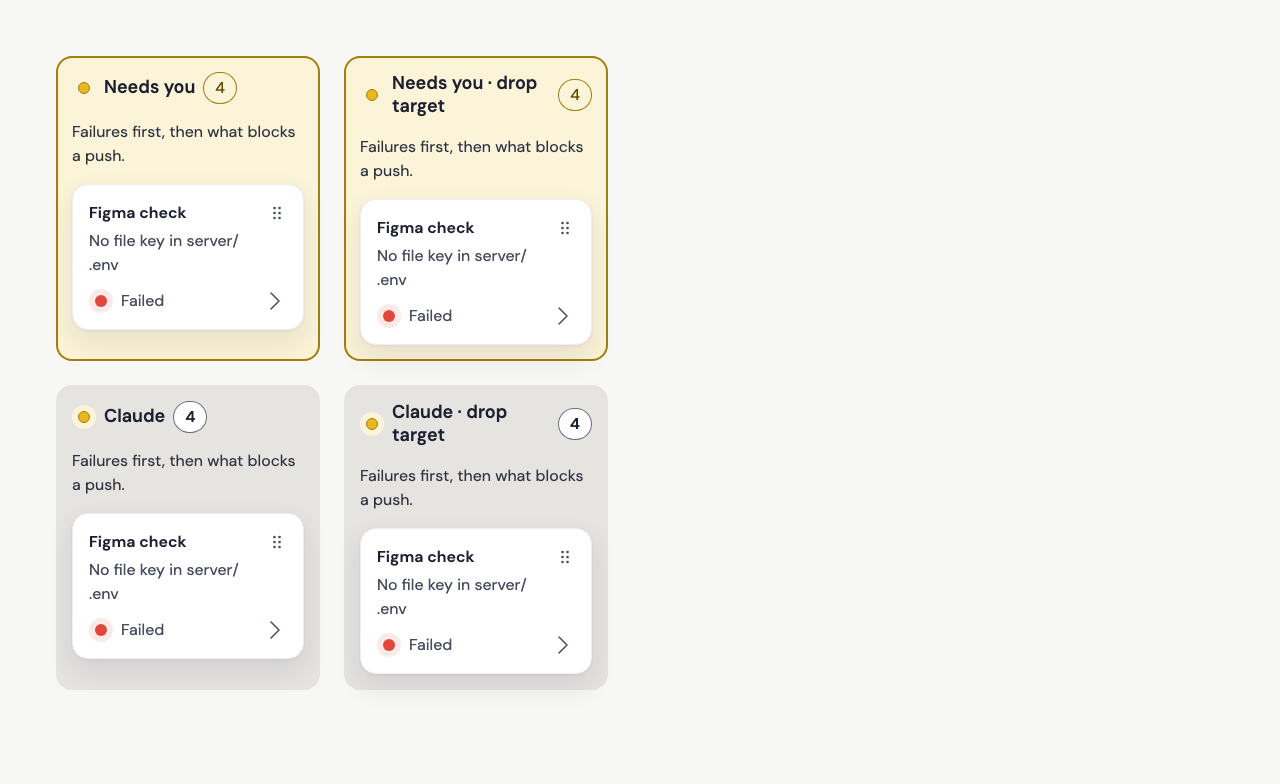 Needs you 4
Failures first, then what blocks
a push.
Figma check
No file key in server/
.env
Failed
Needs you · drop
target
4
Failures first, then what blocks
a push.
Figma check
No file key in server/
.env
Failed
Claude 4
Failures first, then what blocks
a push.
Figma check
No file key in server/
.env
Failed
Claude · drop
target
4
Failures first, then what blocks
a push.
Figma check
No file key in server/
.env
Failed